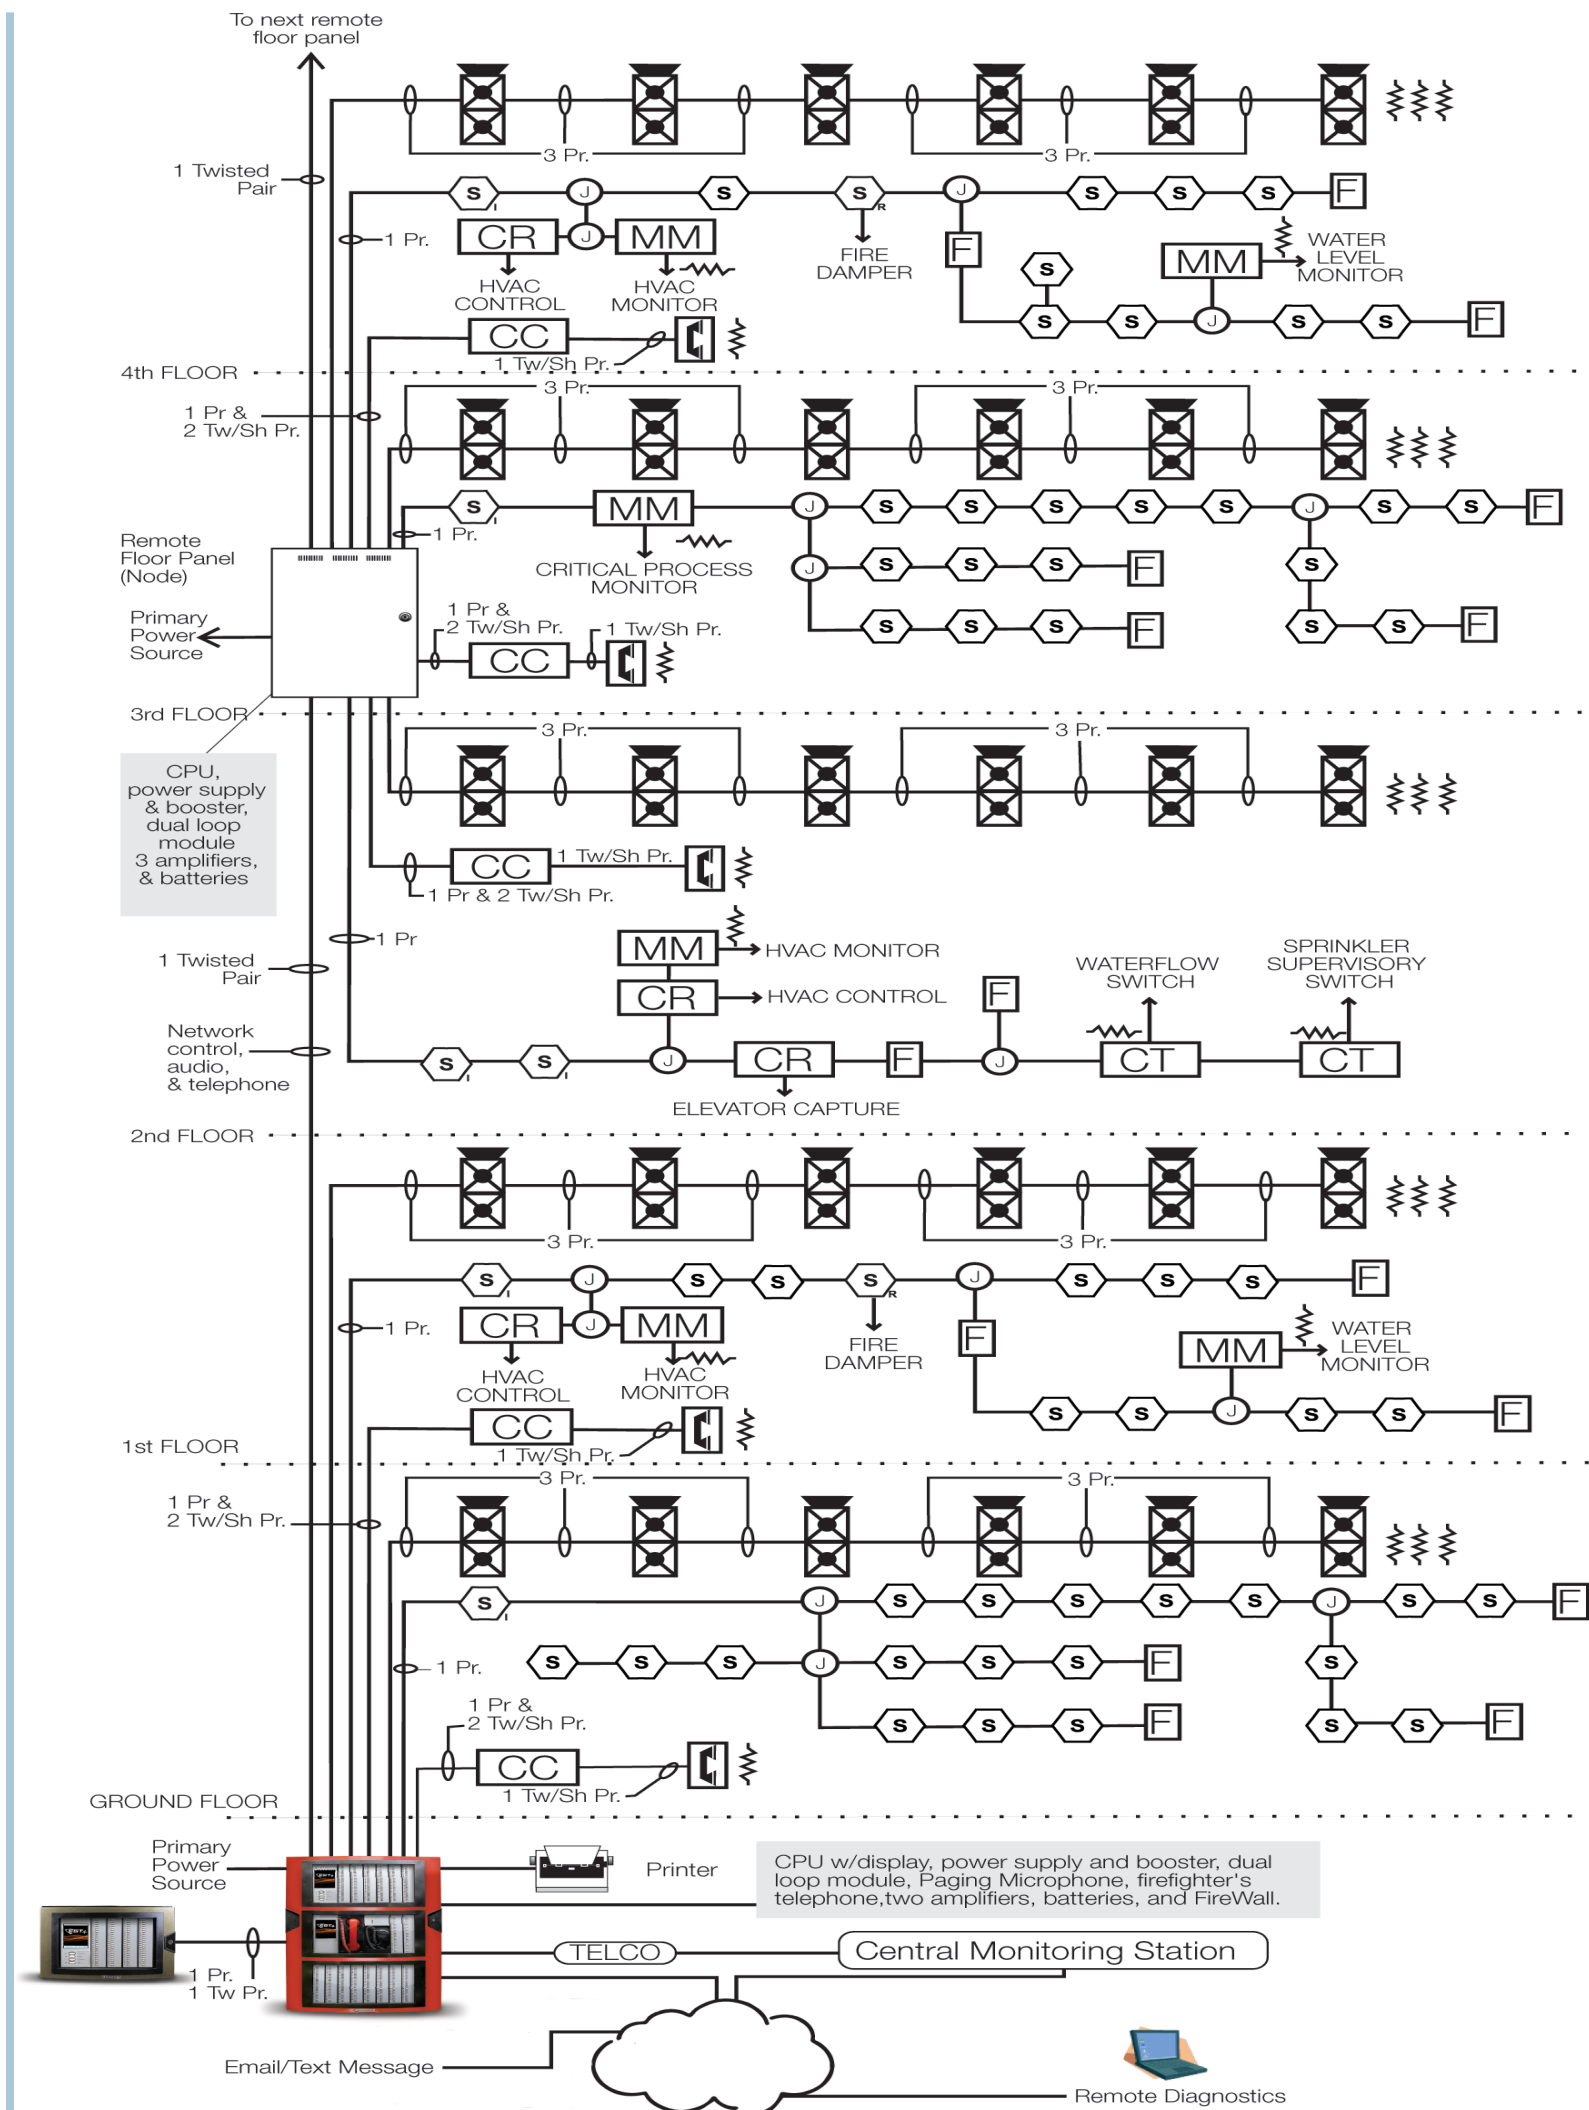 To next remote
floor panel
3 Pr.
3 Pr.
1 Twisted
Pair
S
I
J
S
S
R
J
S
S
S
F
1 Pr.
CR
J
MM
FIRE
DAMPER
F
S
MM
WATER
LEVEL
MONITOR
HVAC
CONTROL
HVAC
MONITOR
S
S
J
S
S
F
CC
1 Tw/Sh Pr.
4th FLOOR
3 Pr.
3 Pr.
1 Pr &
2 Tw/Sh Pr.
S
I
MM
J
S
S
S
S
S
J
S
S
F
1 Pr.
Remote
Floor Panel
(Node)
CRITICAL PROCESS
MONITOR
J
S
S
S
F
S
Primary
Power
Source
1 Pr &
2 Tw/Sh Pr.
1 Tw/Sh Pr.
S
S
S
F
S
S
F
CC
3rd FLOOR
3 Pr.
3 Pr.
CPU,
power supply
& booster,
dual loop
module
3 amplifiers,
& batteries
CC
1 Tw/Sh Pr.
1 Pr & 2 Tw/Sh Pr.
1 Pr
1 Twisted
Pair
MM
HVAC MONITOR
CR
HVAC CONTROL
F
WATERFLOW
SWITCH
SPRINKLER
SUPERVISORY
SWITCH
Network
control,
audio,
& telephone
S
I
S
I
J
CR
F
J
CT
CT
ELEVATOR CAPTURE
2nd FLOOR
3 Pr.
3 Pr.
S
I
J
S
S
S
R
J
S
S
S
F
1 Pr.
CR
J
MM
FIRE
DAMPER
F
MM
WATER
LEVEL
MONITOR
HVAC
CONTROL
HVAC
MONITOR
S
S
J
S
S
F
CC
1 Tw/Sh Pr.
1st FLOOR
3 Pr.
3 Pr.
1 Pr &
2 Tw/Sh Pr.
S
I
J
S
S
S
S
S
J
S
S
F
1 Pr.
S
S
S
J
S
S
S
F
S
1 Pr &
2 Tw/Sh Pr.
S
S
S
F
S
S
F
CC
1 Tw/Sh Pr.
GROUND FLOOR
Primary
Power
Source
Printer
CPU w/display, power supply and booster, dual
loop module, Paging Microphone, firefighter's
telephone,two amplifiers, batteries, and FireWall.
TELCO
Central Monitoring Station
1 Pr.
1 Tw Pr.
Email/Text Message
Remote Diagnostics